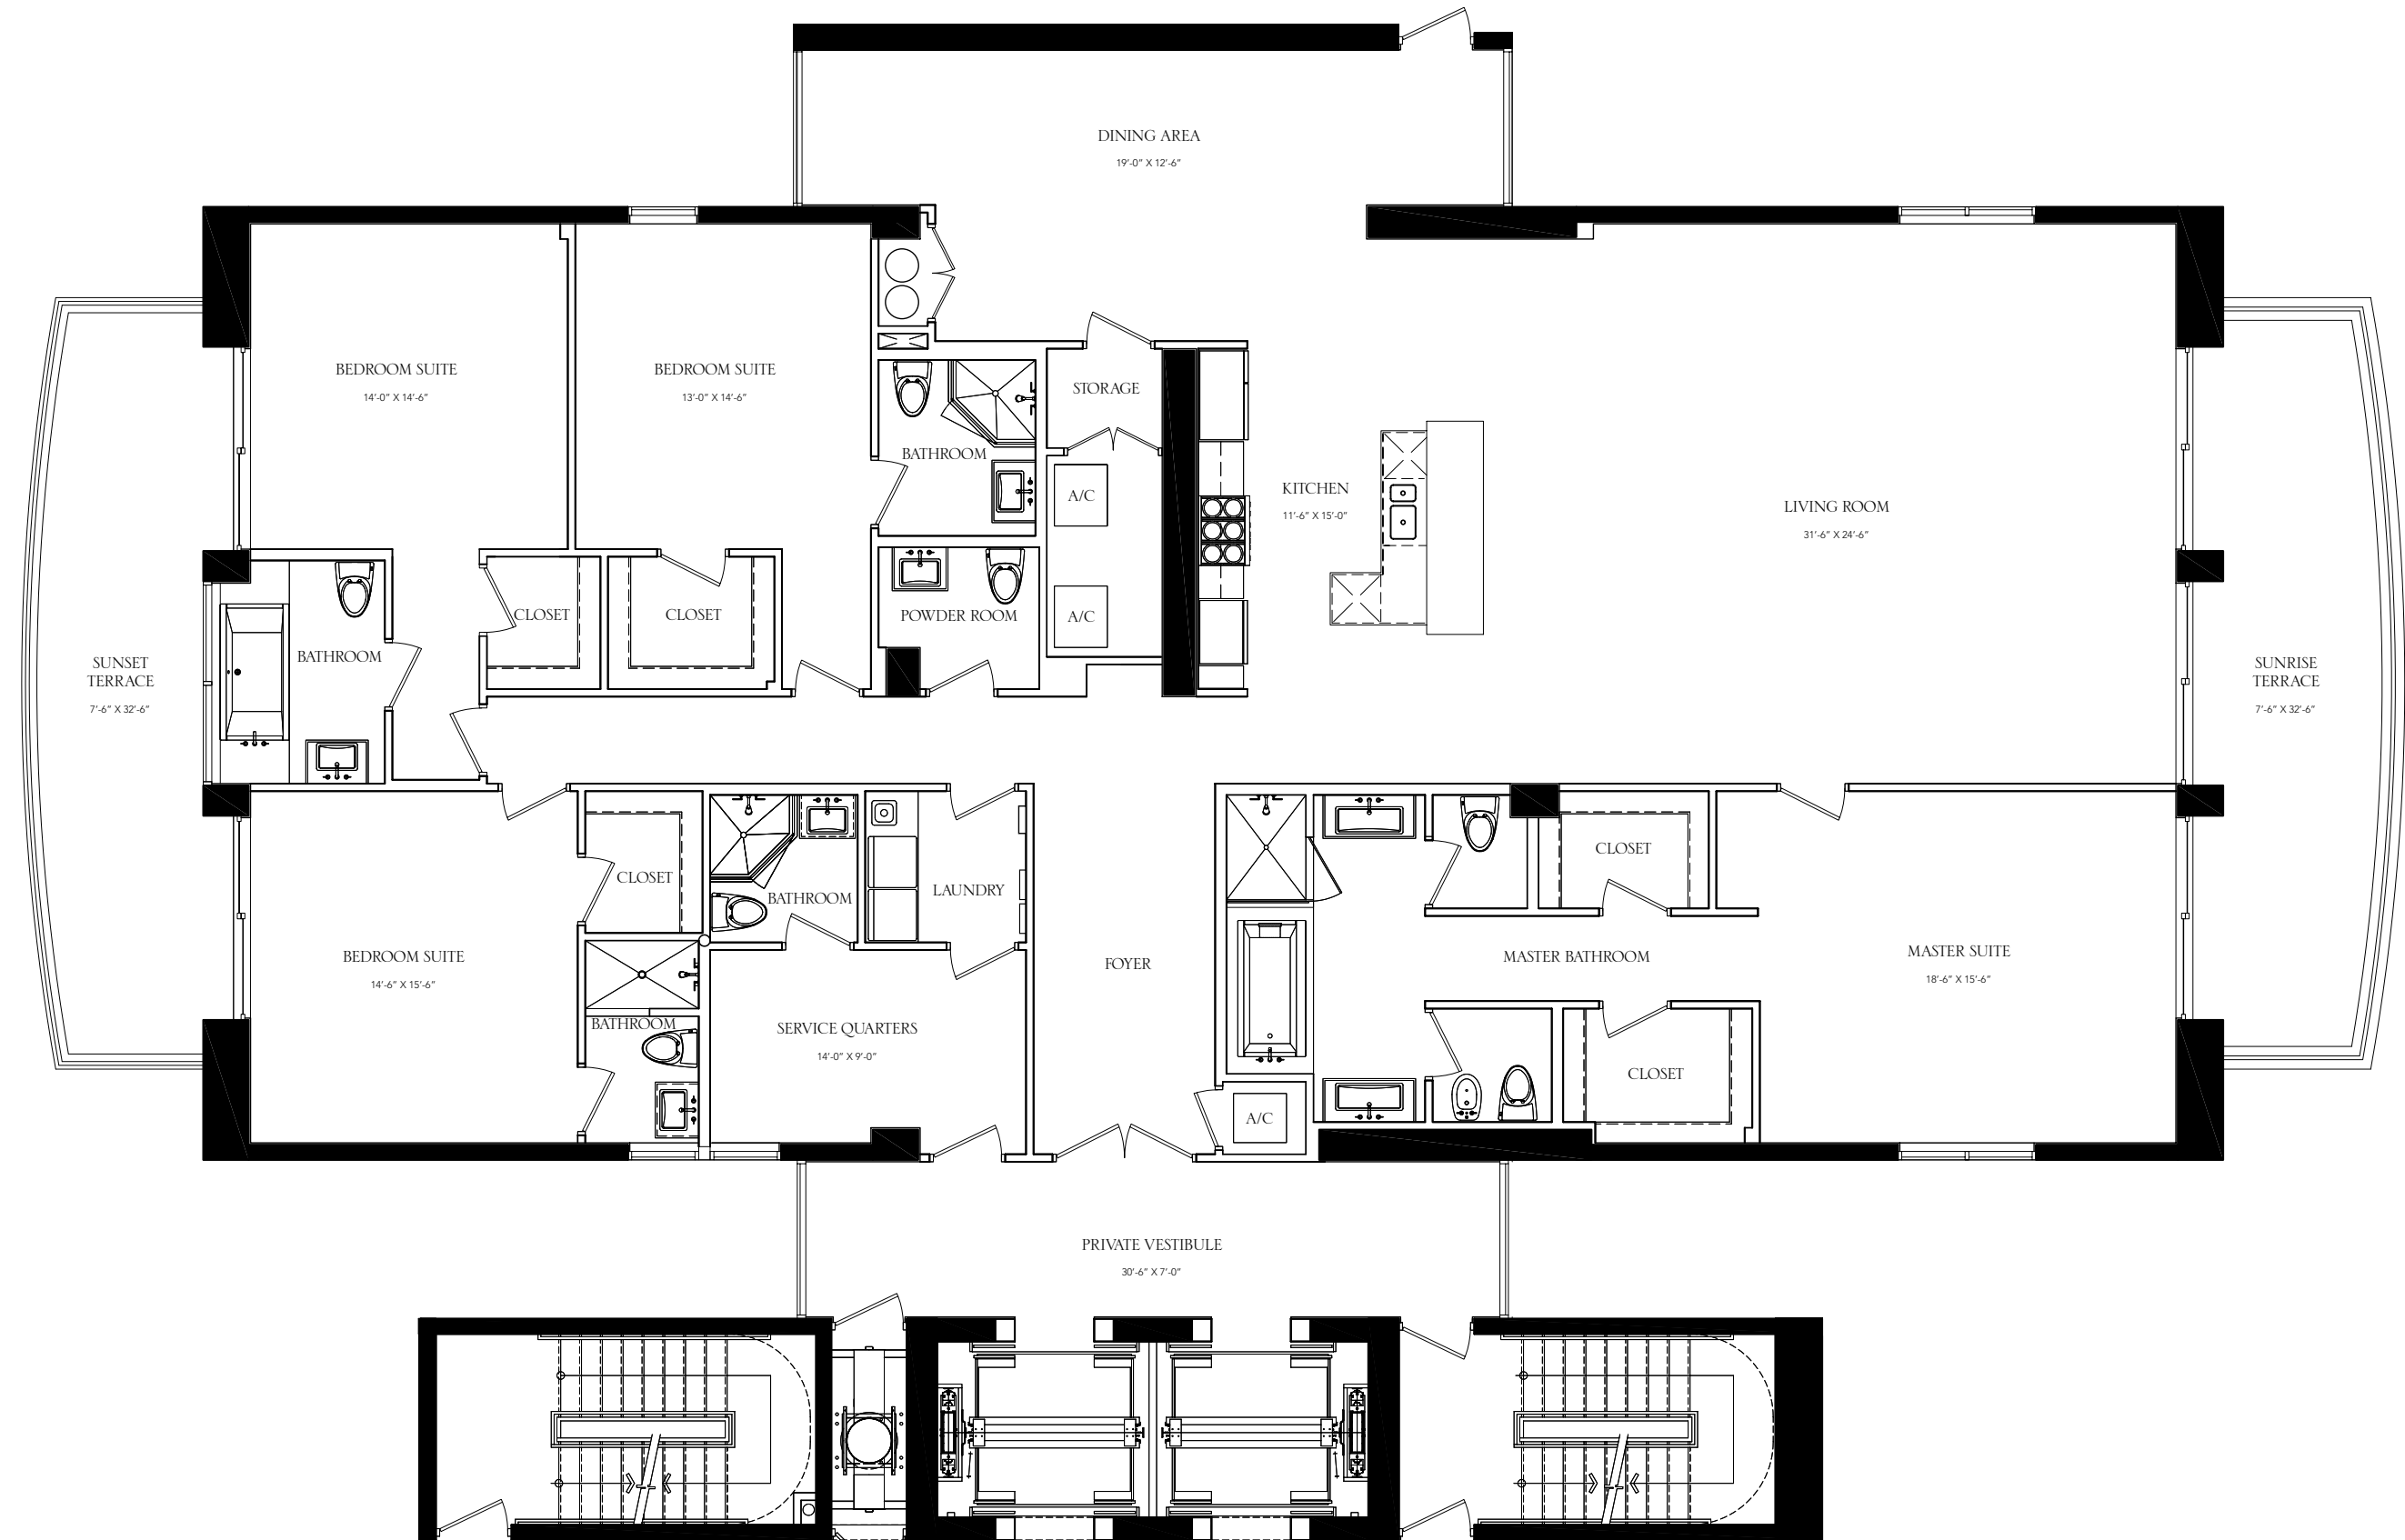 DINING AREA
19'-0" X 12'-6"
BEDROOM SUITE
14'-0" X 14'-6"
BEDROOM SUITE
13'-0" X 14'-6"
STORAGE
BATHROOM
A/C
KITCHEN
11'-6" X 15'-0"
LIVING ROOM
31'-6" X 24'-6"
CLOSET
CLOSET
POWDER ROOM
A/C
BATHROOM
SUNSET
TERRACE
7'-6" X 32'-6"
SUNRISE
TERRACE
7'-6" X 32'-6"
CLOSET
CLOSET
BATHROOM
LAUNDRY
BEDROOM SUITE
14'-6" X 15'-6"
FOYER
MASTER BATHROOM
MASTER SUITE
18'-6" X 15'-6"
BATHROOM
SERVICE QUARTERS
14'-0" X 9'-0"
CLOSET
A/C
PRIVATE VESTIBULE
30'-6" X 7'-0"